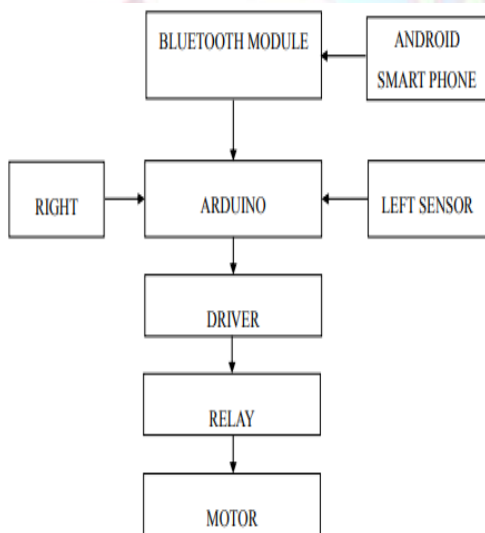 BLUETOOTH MODULE
ANDROID
SMART PHONE
RIGHT
ARDUINO
LEFT SENSOR
DRIVER
RELAY
MOTOR